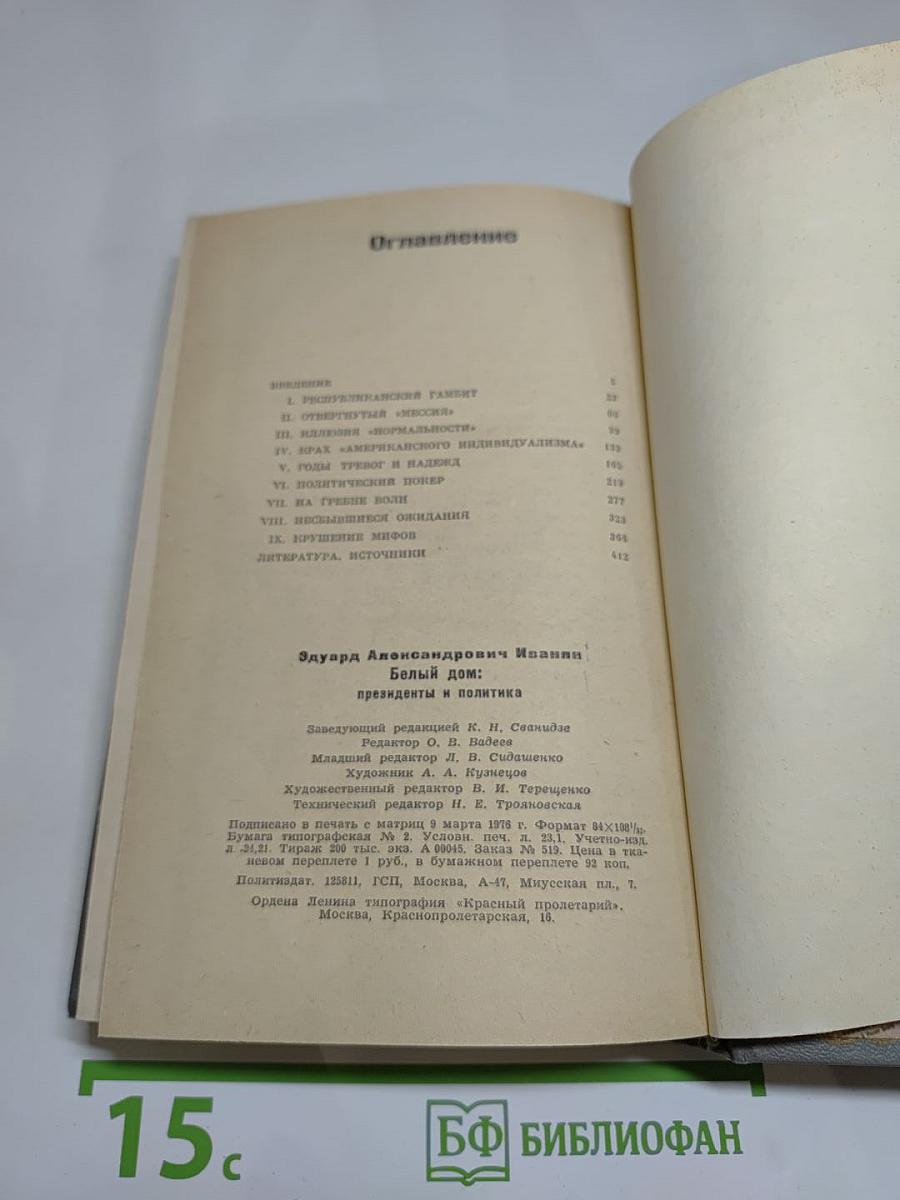 Оглавление
ВВЕДЕНИЕ 5
I. РЕСПУБЛИКАНСКИЙ ГАМБИТ
II. ОТВЕРГНУТЫЙ «МЕССИЯ»
III. ИЛЛЮЗИЯ «НОРМАЛЬНОСТИ» 99
IV. КРАХ «АМЕРИКАНСКОГО ИНДИВИДУАЛИЗМА»
V. ГОДЫ ТРЕВОГ И НАДЕЖД 165
VI. ПОЛИТИЧЕСКИЙ ПОКЕР 219
VII. НА ГРЕБНЕ ВОЛН 277
VIII. НЕСБЫВШИЕСЯ ОЖИДАНИЯ 323
IX. КРУШЕНИЕ МИФОВ 364
ЛИТЕРАТУРА. ИСТОЧНИКИ 412
Эдуард Александрович Иванян
Белый дом:
президенты и политика
Заведующий редакцией К. Н. Сванидзе
Редактор О. В. Вадеев
Младший редактор Л. В. Сидашенко
Художник А. А. Кузнецов
Художественный редактор В. И. Терещенко
Технический редактор Н. Е. Трояновская
Подписано в печать с матриц 9 марта 1976 г. Формат 84×108¹/₃₂.
Бумага типографская № 2. Условн. печ. л. 23,1. Учетно-изд.
л. 24,21. Тираж 200 тыс. экз. А 00045. Заказ № 519. Цена в тка-
невом переплете 1 руб., в бумажном переплете 92 коп.
Политиздат. 125811, ГСП, Москва, А-47, Миусская пл., 7.
Ордена Ленина типография «Красный пролетарий».
Москва, Краснопролетарская, 16.
15 с
БФ БИБЛИОФАН